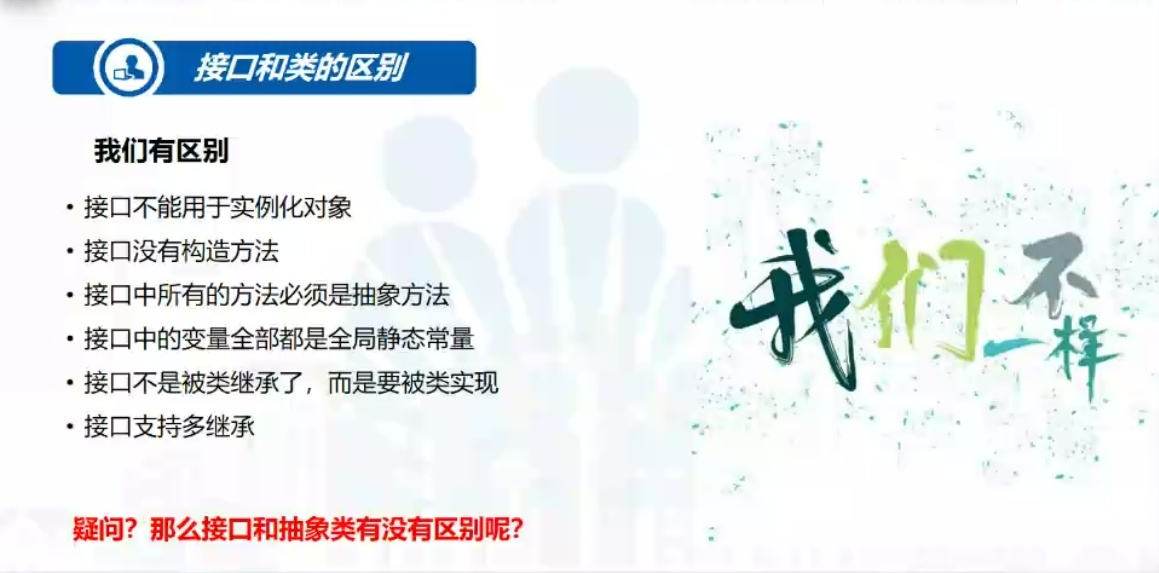 接口和类的区别
我们有区别
• 接口不能用于实例化对象
• 接口没有构造方法
• 接口中所有的方法必须是抽象方法
• 接口中的变量全部都是全局静态常量
• 接口不是被类继承了，而是要被类实现
• 接口支持多继承
我们不一样
疑问？那么接口和抽象类有没有区别呢？